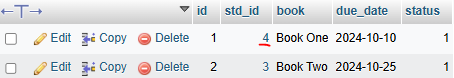 ←T→ id std_id book due_date status
Edit Copy Delete 1 4 Book One 2024-10-10 1
Edit Copy Delete 2 3 Book Two 2024-10-25 1